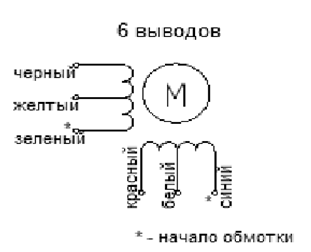 6 выводов
черный
желтый
* зеленый
М
красный
белый
* синий
* - начало обмотки